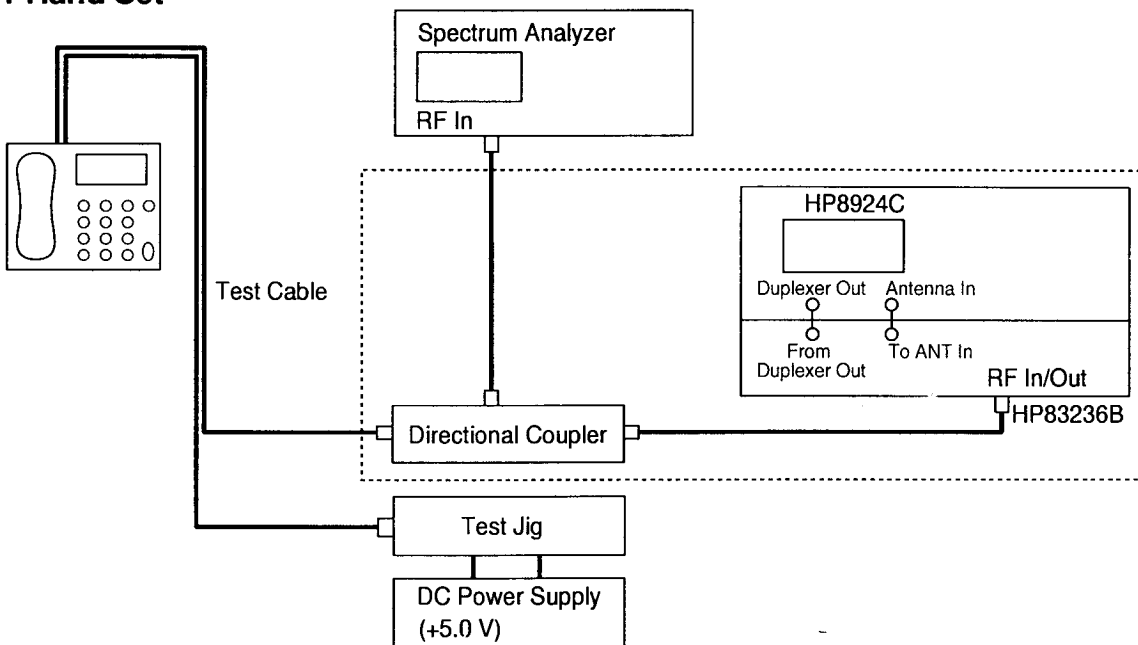 Hand Set
Spectrum Analyzer
RF In
HP8924C
Duplexer Out
Antenna In
From
Duplexer Out
To ANT In
RF In/Out
HP83236B
Test Cable
Directional Coupler
Test Jig
DC Power Supply
(+5.0 V)